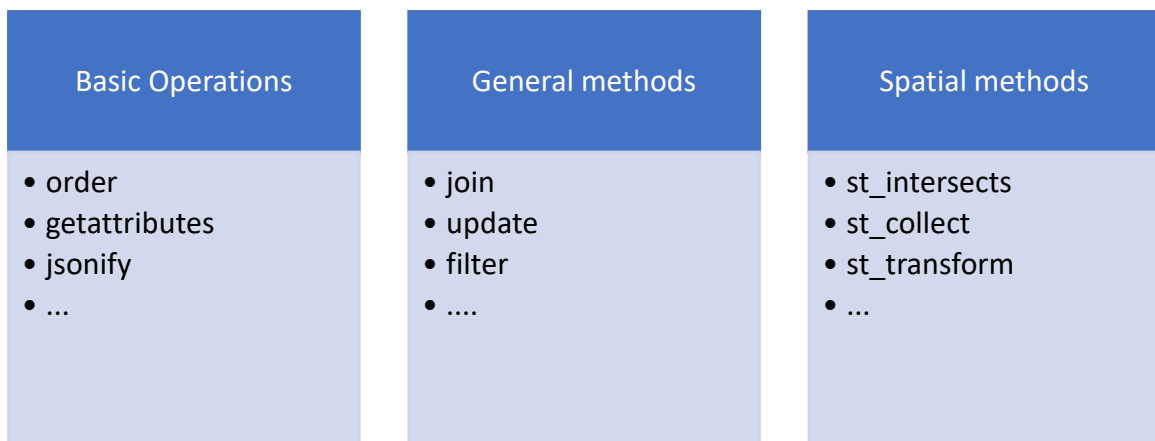 Basic Operations
• order
• getattributes
• jsonify
• ...
General methods
• join
• update
• filter
• ....
Spatial methods
• st_intersects
• st_collect
• st_transform
• ...